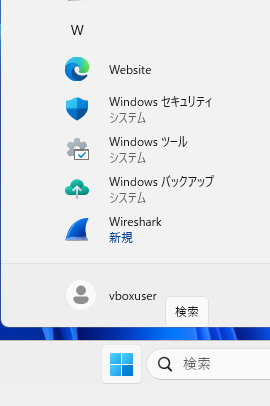 W
Website
Windows セキュリティ
システム
Windows ツール
システム
Windows バックアップ
システム
Wireshark
新規
vboxuser
検索
検索